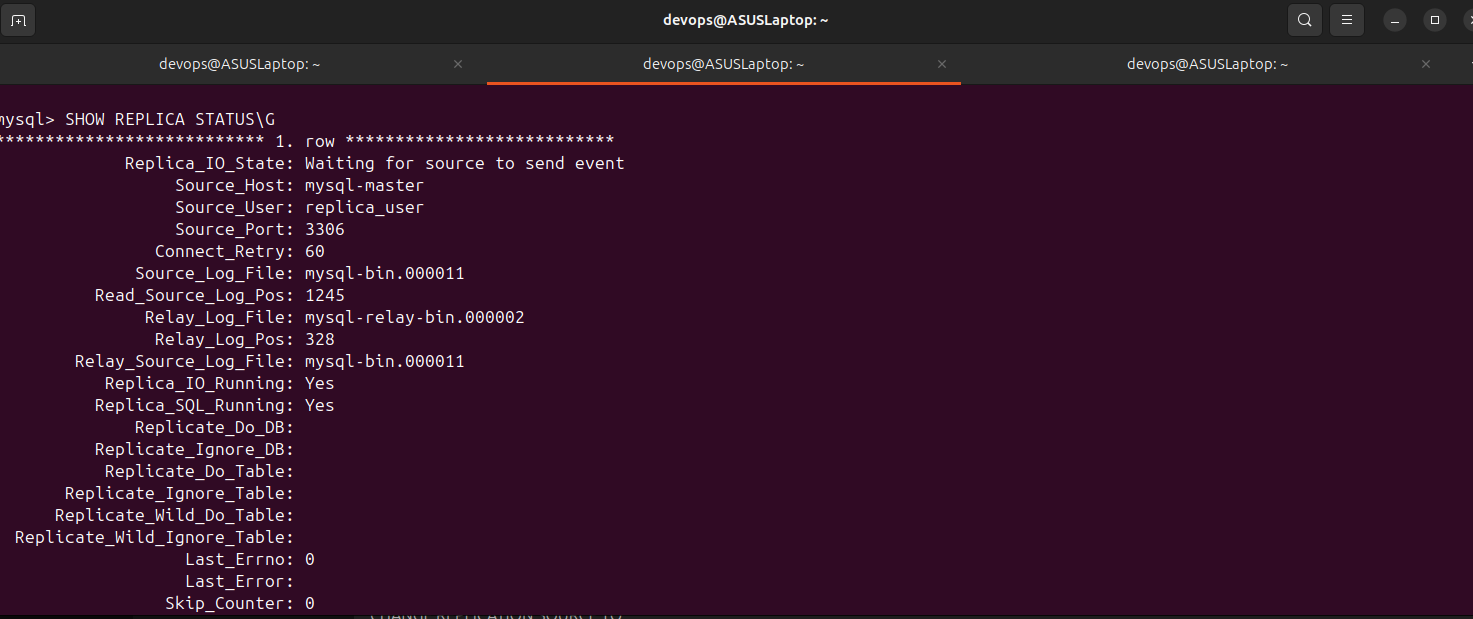 devops@ASUSLaptop: ~
devops@ASUSLaptop: ~
devops@ASUSLaptop: ~
devops@ASUSLaptop: ~
mysql> SHOW REPLICA STATUS\G
*************************** 1. row ***************************
Replica_IO_State: Waiting for source to send event
Source_Host: mysql-master
Source_User: replica_user
Source_Port: 3306
Connect_Retry: 60
Source_Log_File: mysql-bin.000011
Read_Source_Log_Pos: 1245
Relay_Log_File: mysql-relay-bin.000002
Relay_Log_Pos: 328
Relay_Source_Log_File: mysql-bin.000011
Replica_IO_Running: Yes
Replica_SQL_Running: Yes
Replicate_Do_DB:
Replicate_Ignore_DB:
Replicate_Do_Table:
Replicate_Ignore_Table:
Replicate_Wild_Do_Table:
Replicate_Wild_Ignore_Table:
Last_Errno: 0
Last_Error:
Skip_Counter: 0